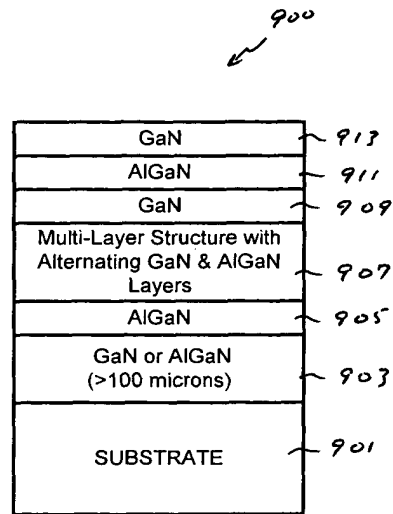 900
GaN
913
AlGaN
911
GaN
909
Multi-Layer Structure with
Alternating GaN & AlGaN
Layers
907
AlGaN
905
GaN or AlGaN
(>100 microns)
903
SUBSTRATE
901